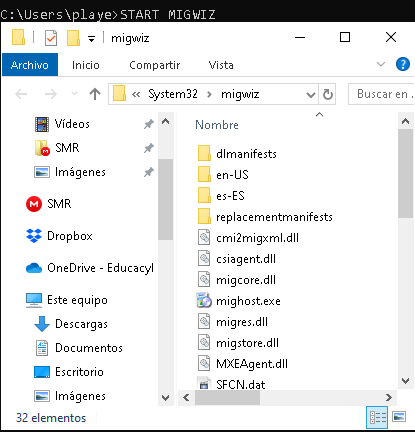 C:\Users\playe>START MIGWIZ
migwiz
Archivo Inicio Compartir Vista
« System32 > migwiz
Buscar en ...
Vídeos
SMR
Imágenes
SMR
Dropbox
OneDrive - Educacyl
Este equipo
Descargas
Documentos
Escritorio
Imágenes
Nombre
dlmanifests
en-US
es-ES
replacementmanifests
cmi2migxml.dll
csiagent.dll
migcore.dll
mighost.exe
migres.dll
migstore.dll
MXEAgent.dll
SFCN.dat
32 elementos